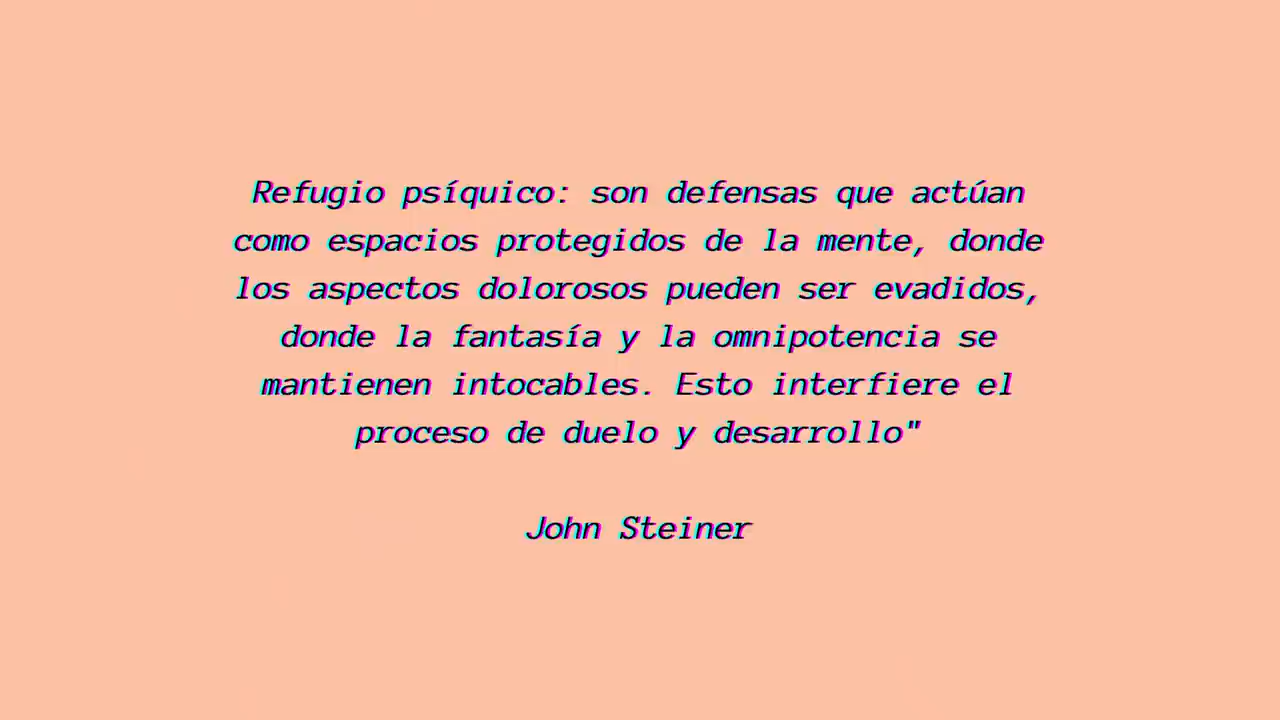 Refugio psíquico: son defensas que actúan
como espacios protegidos de la mente, donde
los aspectos dolorosos pueden ser evadidos,
donde la fantasía y la omnipotencia se
mantienen intocables. Esto interfiere el
proceso de duelo y desarrollo"
John Steiner